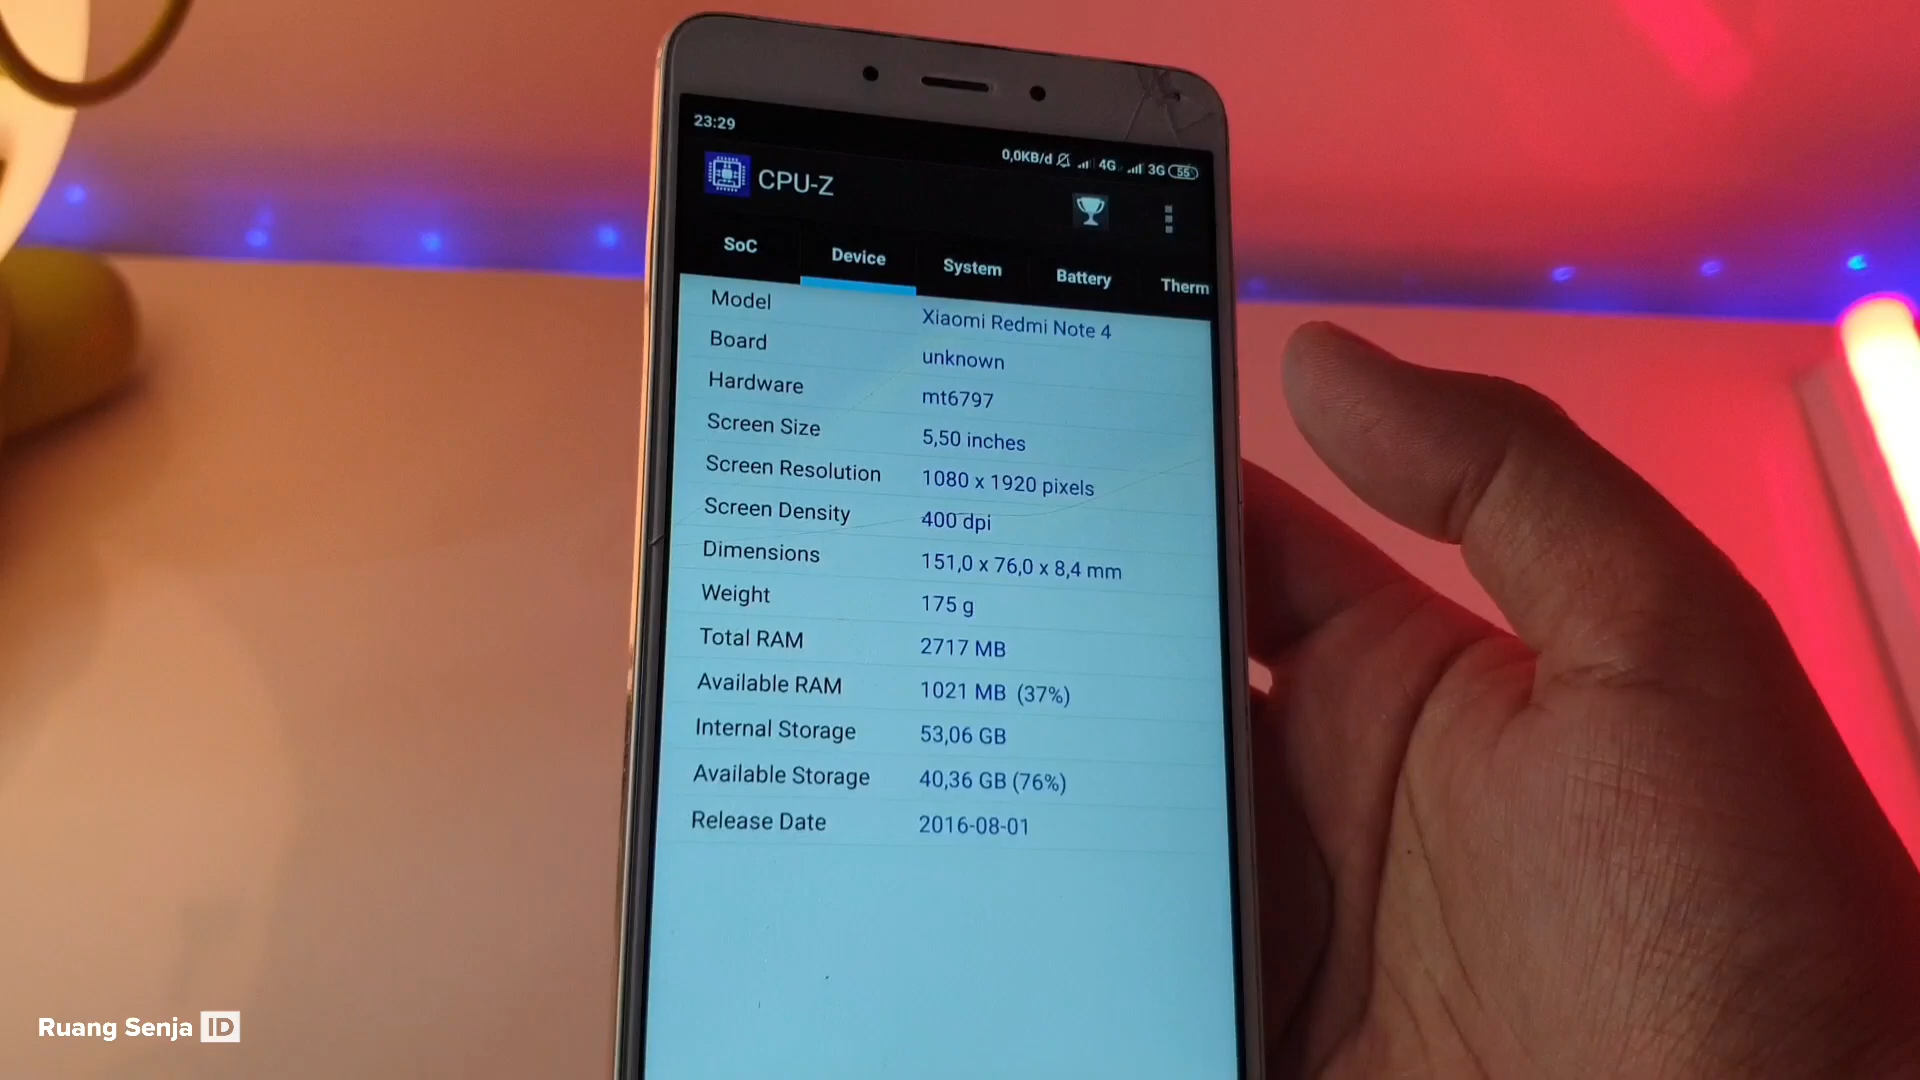 23:29
0,0KB/d 4G 3G 55
CPU-Z
SoC Device System Battery Therm
Model Xiaomi Redmi Note 4
Board unknown
Hardware mt6797
Screen Size 5,50 inches
Screen Resolution 1080 x 1920 pixels
Screen Density 400 dpi
Dimensions 151,0 x 76,0 x 8,4 mm
Weight 175 g
Total RAM 2717 MB
Available RAM 1021 MB (37%)
Internal Storage 53,06 GB
Available Storage 40,36 GB (76%)
Release Date 2016-08-01
Ruang Senja ID